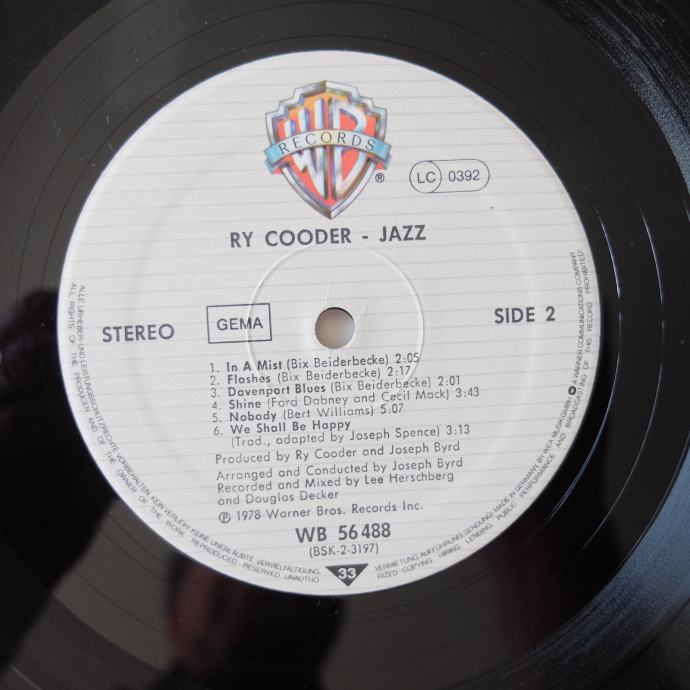 WB
RECORDS
®
LC 0392
RY COODER - JAZZ
STEREO
GEMA
SIDE 2
1. In A Mist (Bix Beiderbecke) 2:05
2. Flashes (Bix Beiderbecke) 2:17
3. Davenport Blues (Bix Beiderbecke) 2:01
4. Shine (Ford Dabney and Cecil Mack) 3:43
5. Nobody (Bert Williams) 5:07
6. We Shall Be Happy
(Trad., adapted by Joseph Spence) 3:13
Produced by Ry Cooder and Joseph Byrd
Arranged and Conducted by Joseph Byrd
Recorded and Mixed by Lee Herschberg
and Douglas Decker
℗ 1978 Warner Bros. Records Inc.
WB 56 488
(BSK-2-3197)
33
ALLE URHEBER- UND LEISTUNGSSCHUTZRECHTE VORBEHALTEN. KEIN VERLEIH! KEINE UNERLAUBTE VERVIELFÄLTIGUNG,
VERMIETUNG, AUFFÜHRUNG, SENDUNG! MADE IN GERMANY BY WEA MUSIK GMBH. A WARNER COMMUNICATIONS COMPANY
ALL RIGHTS OF THE PRODUCER AND OF THE OWNER OF THE WORK REPRODUCED RESERVED. UNAUTHO
RIZED COPYING, HIRING, LENDING, PUBLIC PERFORMANCE AND BROADCASTING OF THIS RECORD PROHIBITED!